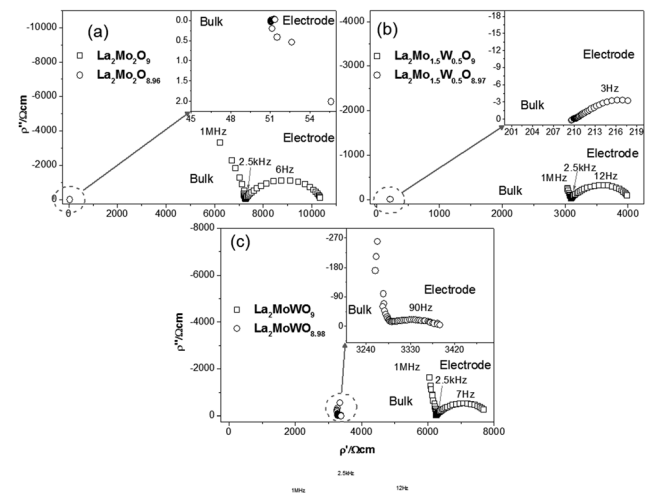 (a)
□ La2Mo2O9
○ La2Mo2O8.96
ρ"/Ωcm
-10000
-8000
-6000
-4000
-2000
0
0 2000 4000 6000 8000 10000
Bulk Electrode
0.0
0.5
1.0
1.5
2.0
45 48 51 54 57
1MHz
Electrode
Bulk
2.5kHz
6Hz
(b)
□ La2Mo1.5W0.5O9
○ La2Mo1.5W0.5O8.97
-4000
-3000
-2000
-1000
0
0 1000 2000 3000 4000
-18
-15
-12
-9
-6
-3
0
201 204 207 210 213 216 219
Electrode
3Hz
Bulk
Electrode
2.5kHz
1MHz 12Hz
Bulk
(c)
□ La2MoWO9
○ La2MoWO8.98
ρ"/Ωcm
-8000
-6000
-4000
-2000
0
0 2000 4000 6000 8000
ρ'/Ωcm
-270
-180
-90
0
3240 3330 3420
Electrode
Bulk
90Hz
1MHz
Electrode
2.5kHz
Bulk
7Hz
2.5kHz
1MHz 12Hz